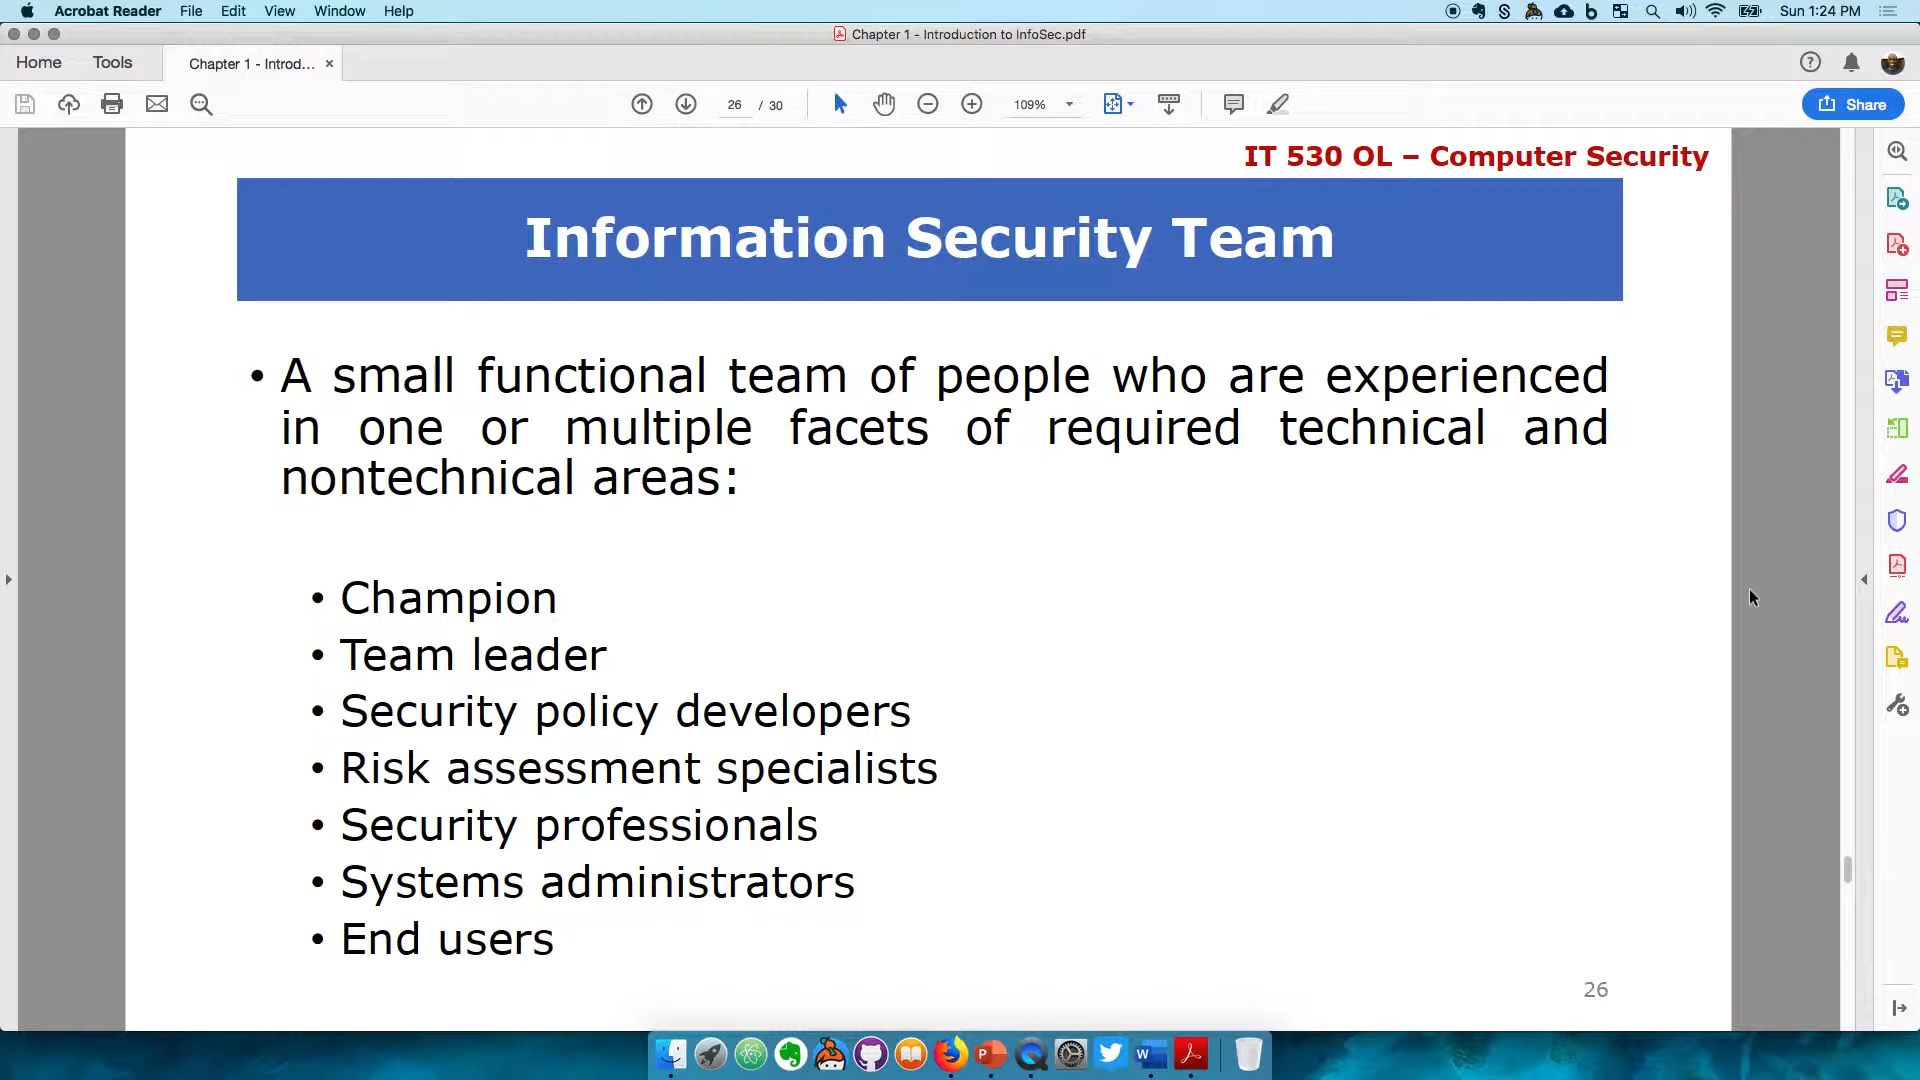 Acrobat Reader File Edit View Window Help
Sun 1:24 PM
Chapter 1 - Introduction to InfoSec.pdf
Home Tools Chapter 1 - Introd... ×
26 / 30 109% Share
IT 530 OL – Computer Security
Information Security Team
• A small functional team of people who are experienced
in one or multiple facets of required technical and
nontechnical areas:
• Champion
• Team leader
• Security policy developers
• Risk assessment specialists
• Security professionals
• Systems administrators
• End users
26